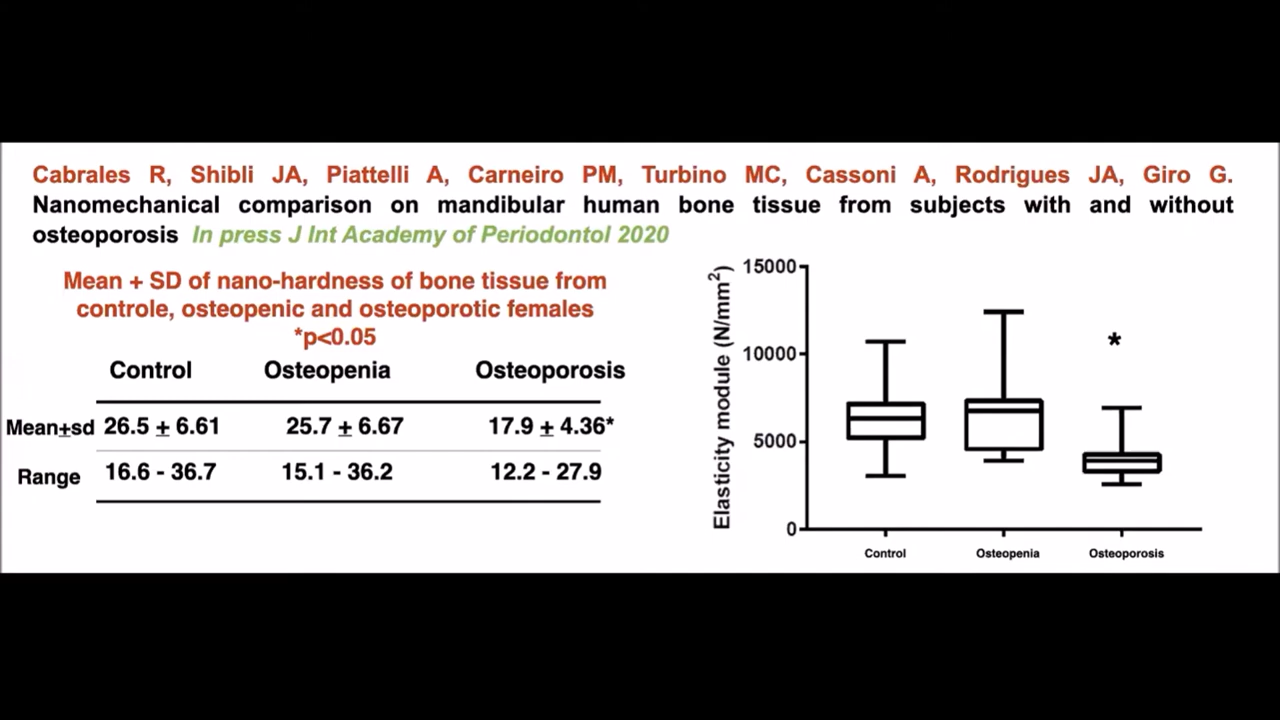 Cabrales R, Shibli JA, Piattelli A, Carneiro PM, Turbino MC, Cassoni A, Rodrigues JA, Giro G.
Nanomechanical comparison on mandibular human bone tissue from subjects with and without
osteoporosis In press J Int Academy of Periodontol 2020
Mean + SD of nano-hardness of bone tissue from
controle, osteopenic and osteoporotic females
*p<0.05
Control Osteopenia Osteoporosis
Mean±sd 26.5 ± 6.61 25.7 ± 6.67 17.9 ± 4.36*
Range 16.6 - 36.7 15.1 - 36.2 12.2 - 27.9
Elasticity module (N/mm²)
15000
10000
5000
0
*
Control Osteopenia Osteoporosis